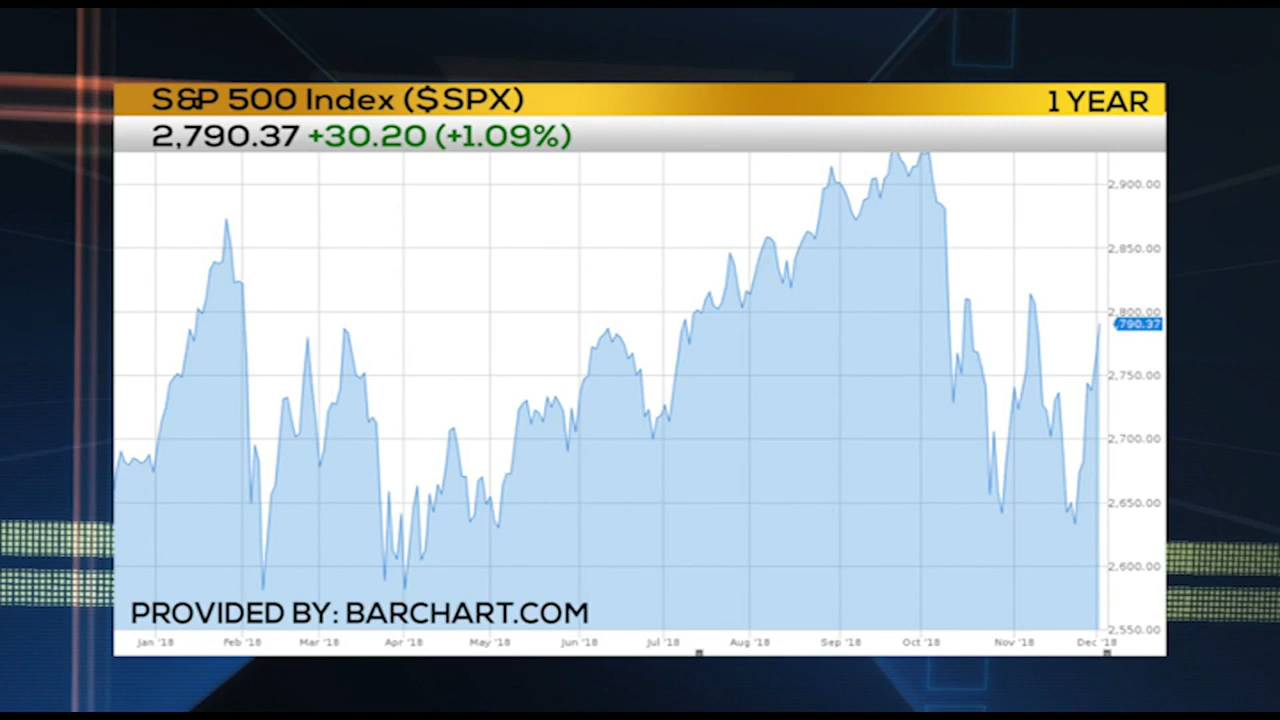 S&P 500 Index ($SPX) 1 YEAR
2,790.37 +30.20 (+1.09%)
2,900.00
2,850.00
2,800.00
790.37
2,750.00
2,700.00
2,650.00
2,600.00
PROVIDED BY: BARCHART.COM
2,550.00
Jan '18 Feb '18 Mar '18 Apr '18 May '18 Jun '18 Jul '18 Aug '18 Sep '18 Oct '18 Nov '18 Dec '18